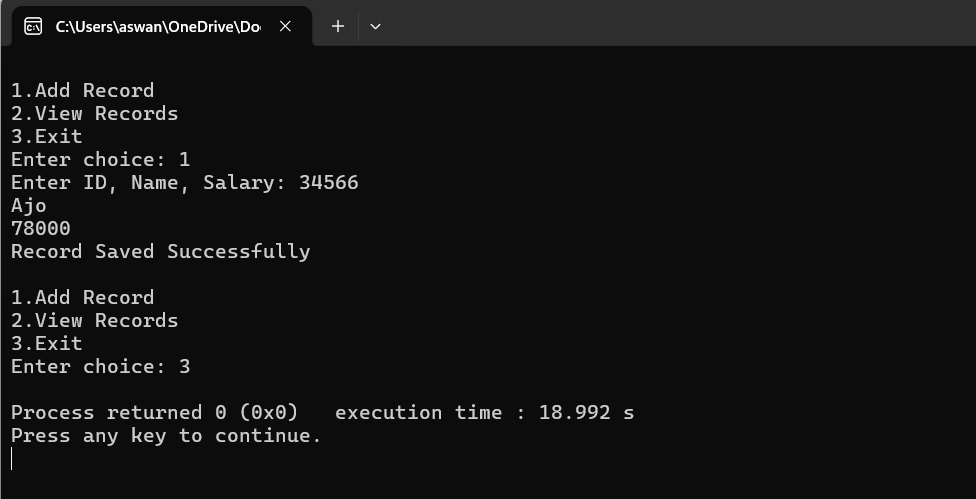 C:\Users\aswan\OneDrive\Do
1.Add Record
2.View Records
3.Exit
Enter choice: 1
Enter ID, Name, Salary: 34566
Ajo
78000
Record Saved Successfully
1.Add Record
2.View Records
3.Exit
Enter choice: 3
Process returned 0 (0x0)   execution time : 18.992 s
Press any key to continue.